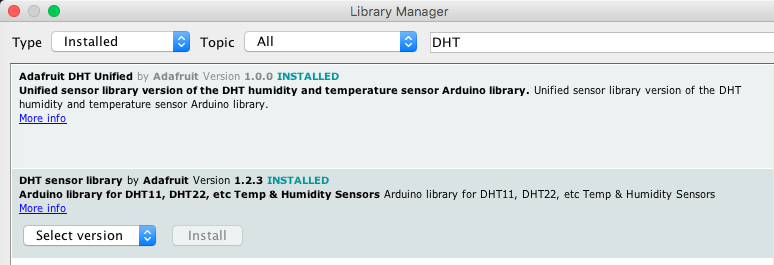 Library Manager
Type Installed Topic All DHT
Adafruit DHT Unified by Adafruit Version 1.0.0 INSTALLED
Unified sensor library version of the DHT humidity and temperature sensor Arduino library. Unified sensor library version of the DHT
humidity and temperature sensor Arduino library.
More info
DHT sensor library by Adafruit Version 1.2.3 INSTALLED
Arduino library for DHT11, DHT22, etc Temp & Humidity Sensors Arduino library for DHT11, DHT22, etc Temp & Humidity Sensors
More info
Select version Install